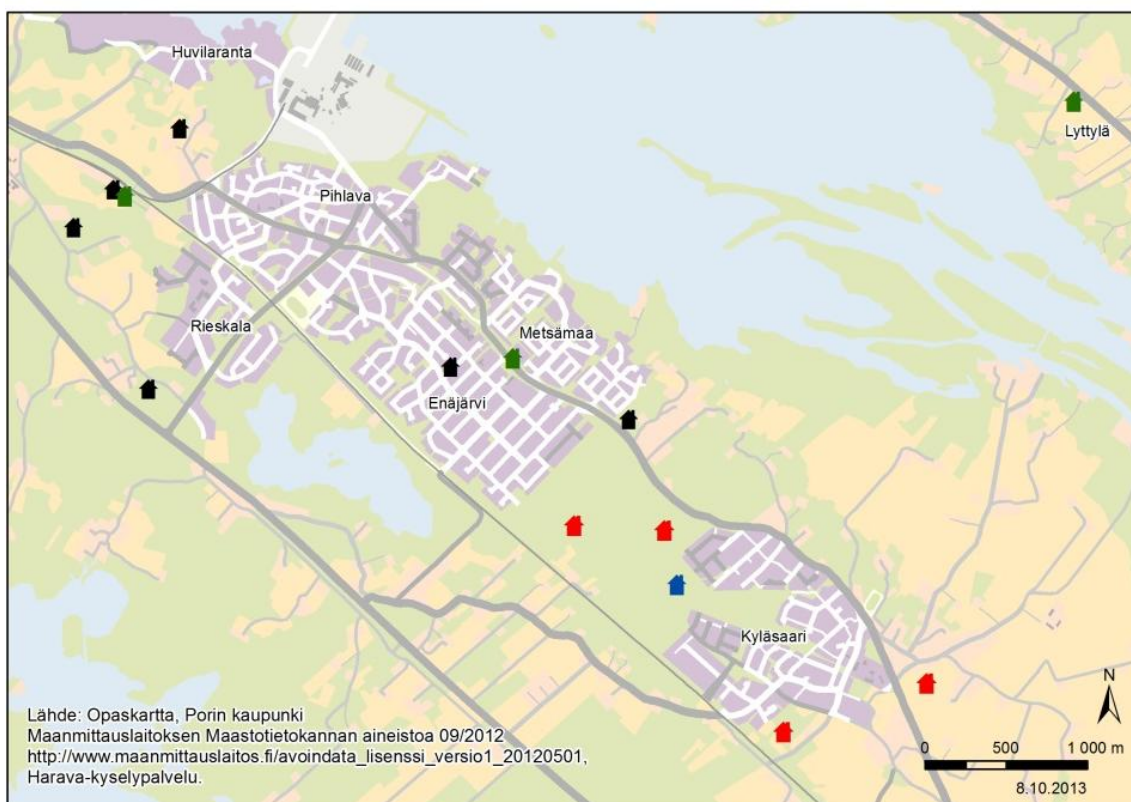 Huvilaranta
Lyttylä
Pihlava
Rieskala
Metsämaa
Enäjärvi
Kyläsaari
N
Lähde: Opaskartta, Porin kaupunki
Maanmittauslaitoksen Maastotietokannan aineistoa 09/2012
http://www.maanmittauslaitos.fi/avoindata_lisenssi_versio1_20120501,
Harava-kyselypalvelu.
0 500 1 000 m
8.10.2013